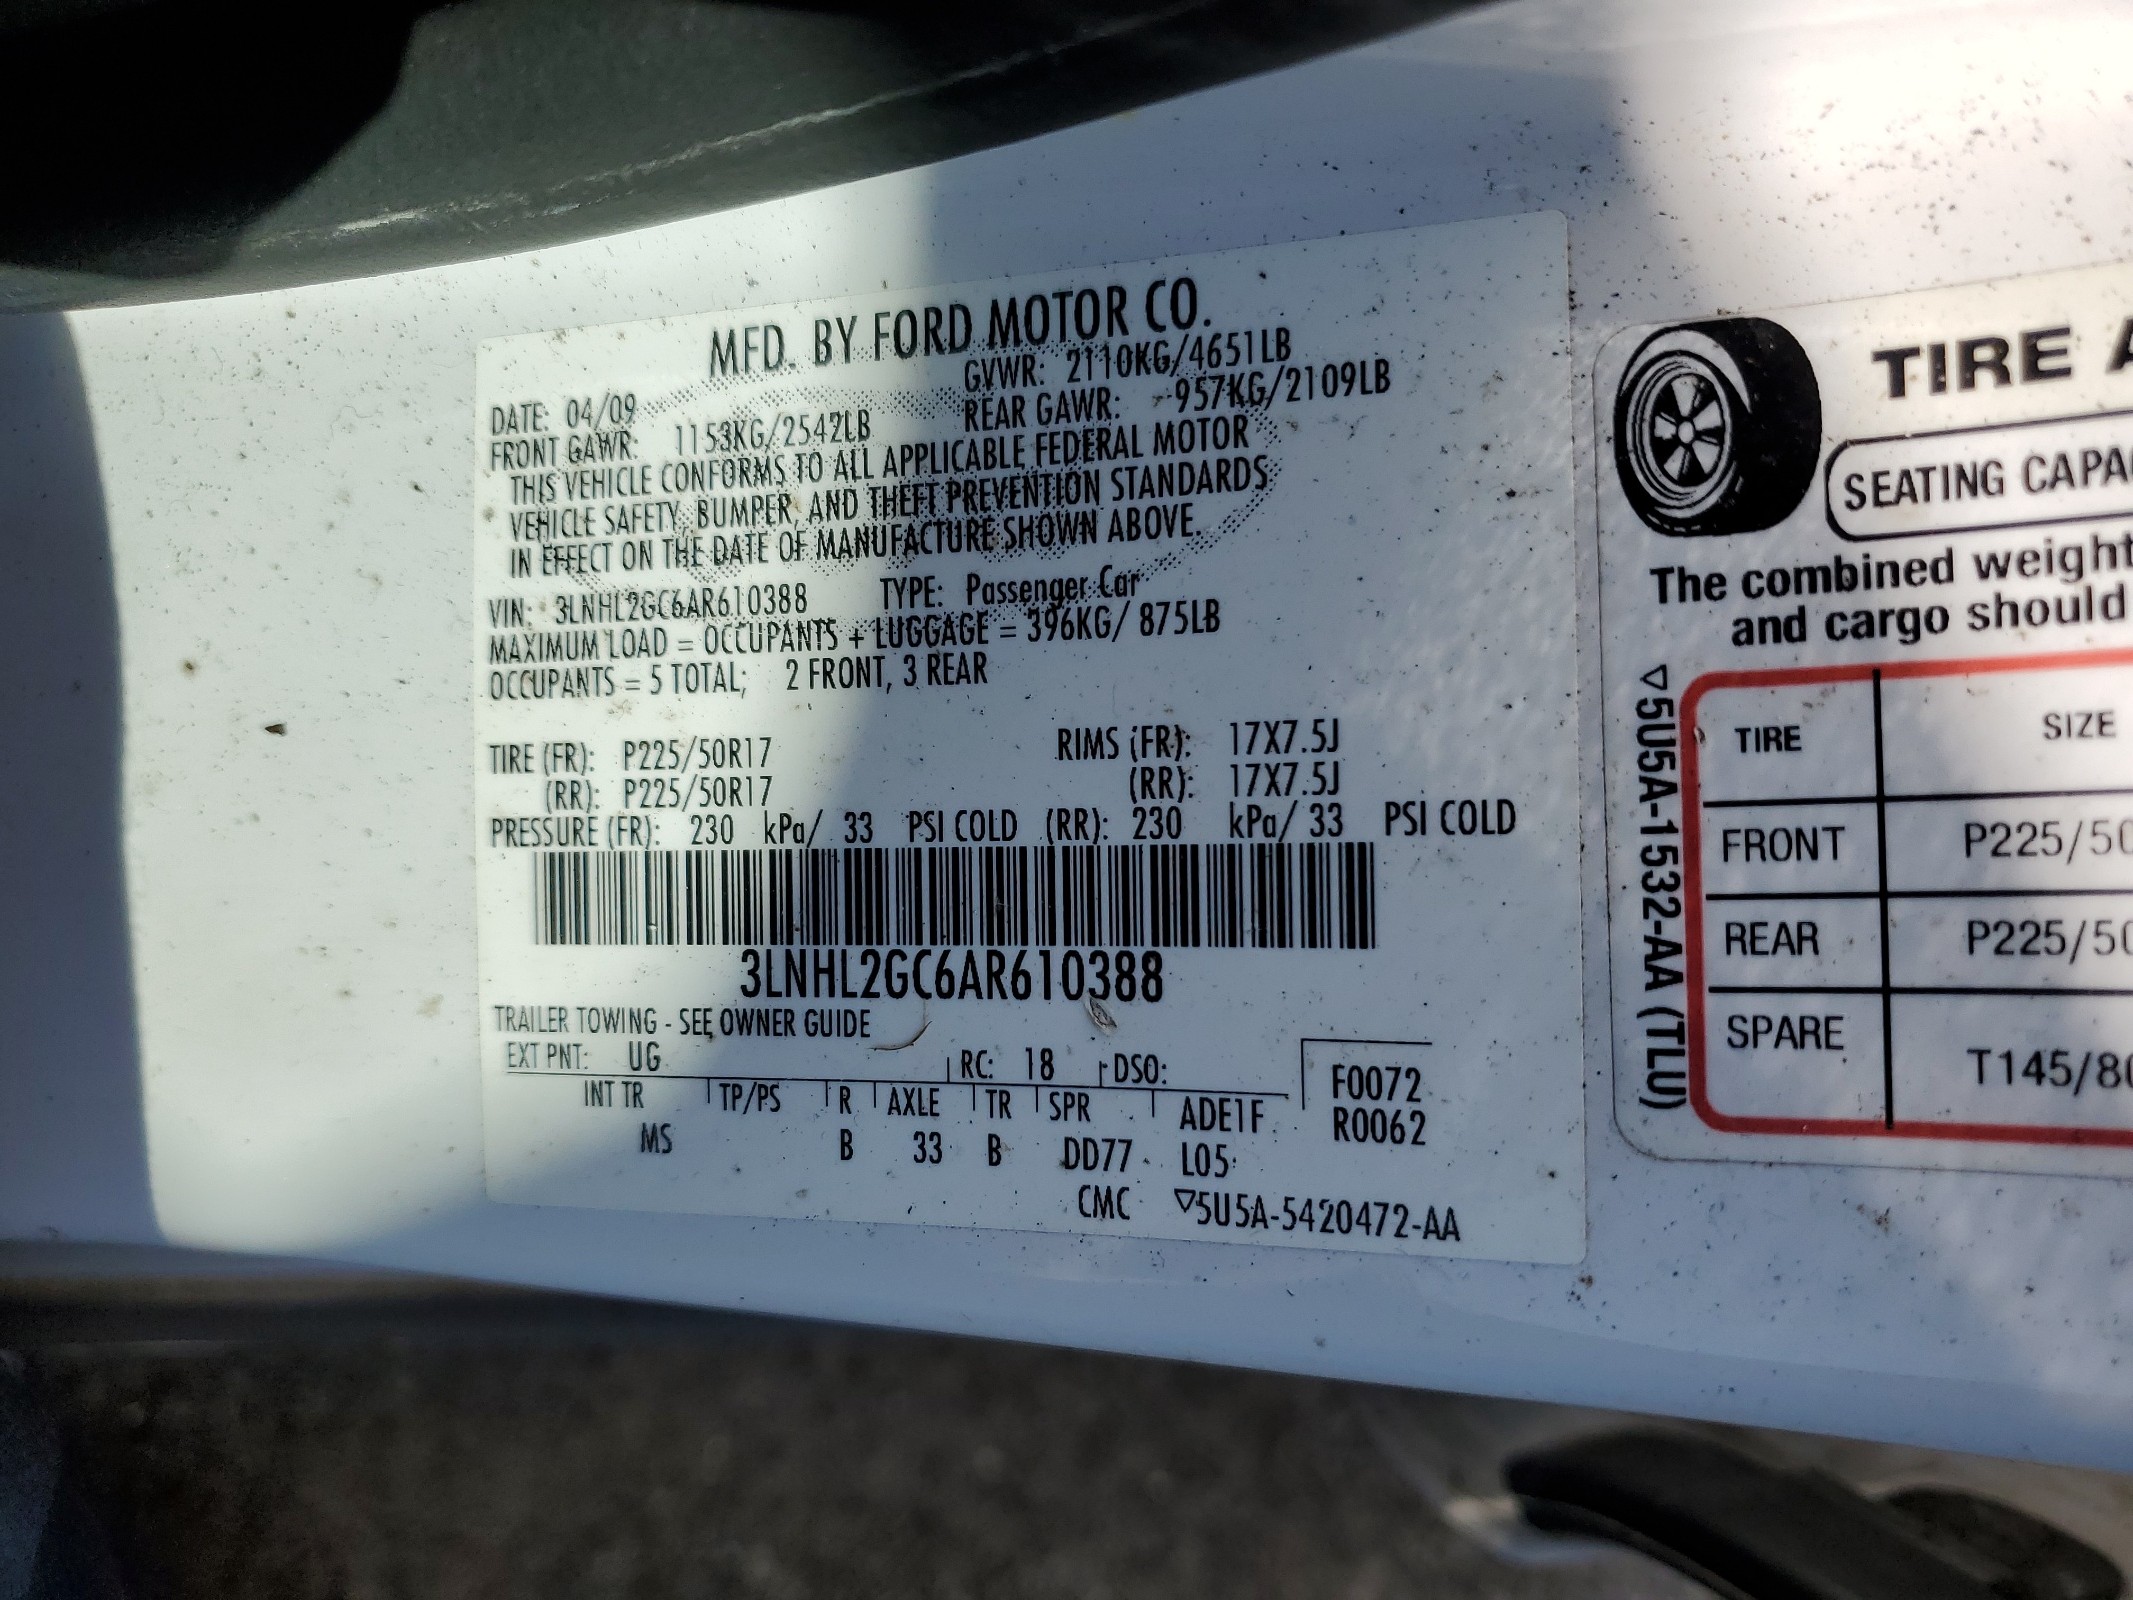 MFD. BY FORD MOTOR CO.
DATE: 04/09 GVWR: 2110KG/4651LB
FRONT GAWR: 1153KG/2542LB REAR GAWR: 957KG/2109LB
THIS VEHICLE CONFORMS TO ALL APPLICABLE FEDERAL MOTOR
VEHICLE SAFETY, BUMPER, AND THEFT PREVENTION STANDARDS
IN EFFECT ON THE DATE OF MANUFACTURE SHOWN ABOVE.
VIN: 3LNHL2GC6AR610388 TYPE: Passenger Car
MAXIMUM LOAD = OCCUPANTS + LUGGAGE = 396KG/ 875LB
OCCUPANTS = 5 TOTAL; 2 FRONT, 3 REAR
TIRE (FR): P225/50R17 RIMS (FR): 17X7.5J
(RR): P225/50R17 (RR): 17X7.5J
PRESSURE (FR): 230 kPa/ 33 PSI COLD (RR): 230 kPa/ 33 PSI COLD
3LNHL2GC6AR610388
TRAILER TOWING - SEE OWNER GUIDE
EXT PNT: UG RC: 18 DSO:
INT TR TP/PS R AXLE TR SPR ADE1F F0072
MS B 33 B DD77 L05 R0062
CMC ▽5U5A-5420472-AA
TIRE A
SEATING CAPA
The combined weight
and cargo should
▽5U5A-1532-AA (TLU)
TIRE SIZE
FRONT P225/50
REAR P225/50
SPARE T145/80